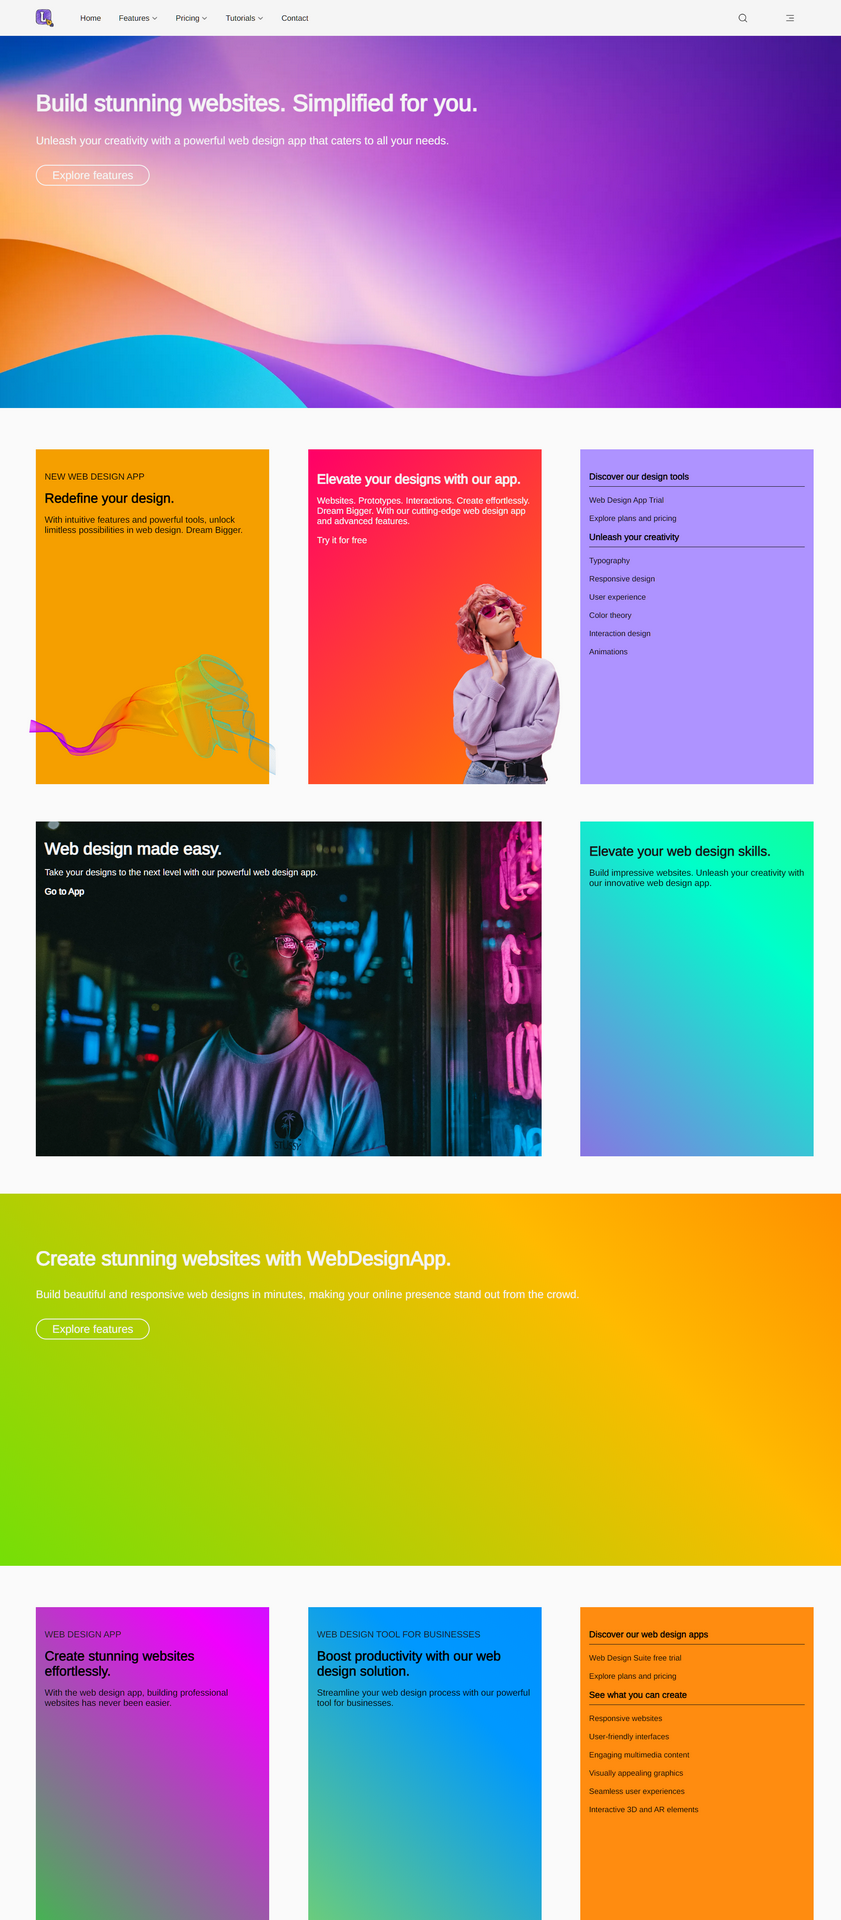 L
Home
Features
Pricing
Tutorials
Contact
Build stunning websites. Simplified for you.
Unleash your creativity with a powerful web design app that caters to all your needs.
Explore features
NEW WEB DESIGN APP
Redefine your design.
With intuitive features and powerful tools, unlock
limitless possibilities in web design. Dream Bigger.
Elevate your designs with our app.
Websites. Prototypes. Interactions. Create effortlessly.
Dream Bigger. With our cutting-edge web design app
and advanced features.
Try it for free
Discover our design tools
Web Design App Trial
Explore plans and pricing
Unleash your creativity
Typography
Responsive design
User experience
Color theory
Interaction design
Animations
Web design made easy.
Take your designs to the next level with our powerful web design app.
Go to App
STUSSY
Elevate your web design skills.
Build impressive websites. Unleash your creativity with
our innovative web design app.
Create stunning websites with WebDesignApp.
Build beautiful and responsive web designs in minutes, making your online presence stand out from the crowd.
Explore features
WEB DESIGN APP
Create stunning websites
effortlessly.
With the web design app, building professional
websites has never been easier.
WEB DESIGN TOOL FOR BUSINESSES
Boost productivity with our web
design solution.
Streamline your web design process with our powerful
tool for businesses.
Discover our web design apps
Web Design Suite free trial
Explore plans and pricing
See what you can create
Responsive websites
User-friendly interfaces
Engaging multimedia content
Visually appealing graphics
Seamless user experiences
Interactive 3D and AR elements